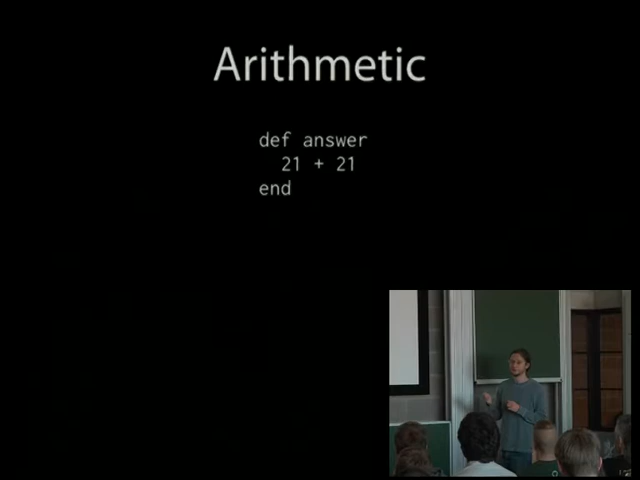 Arithmetic
def answer
  21 + 21
end